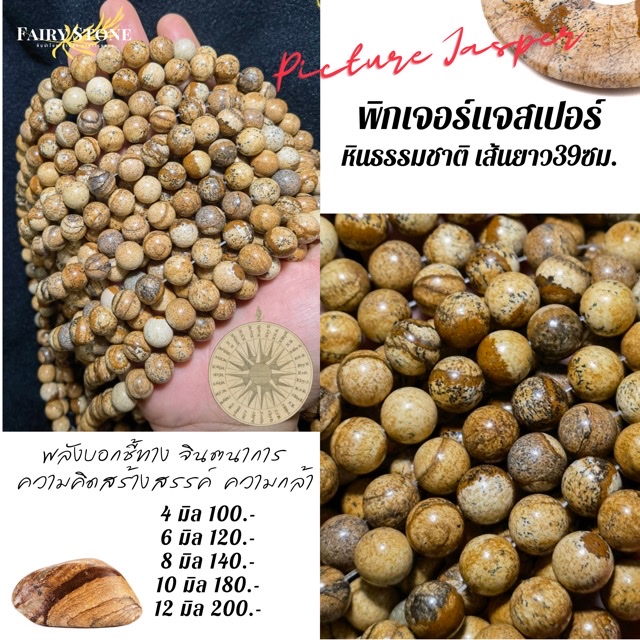 FAIRY STONE
Picture Jasper
พิกเจอร์แจสเปอร์
หินธรรมชาติ เส้นยาว39ซม.
พลังบอกชี้ทาง จินตนาการ
ความคิดสร้างสรรค์ ความกล้า
4 มิล 100.-
6 มิล 120.-
8 มิล 140.-
10 มิล 180.-
12 มิล 200.-